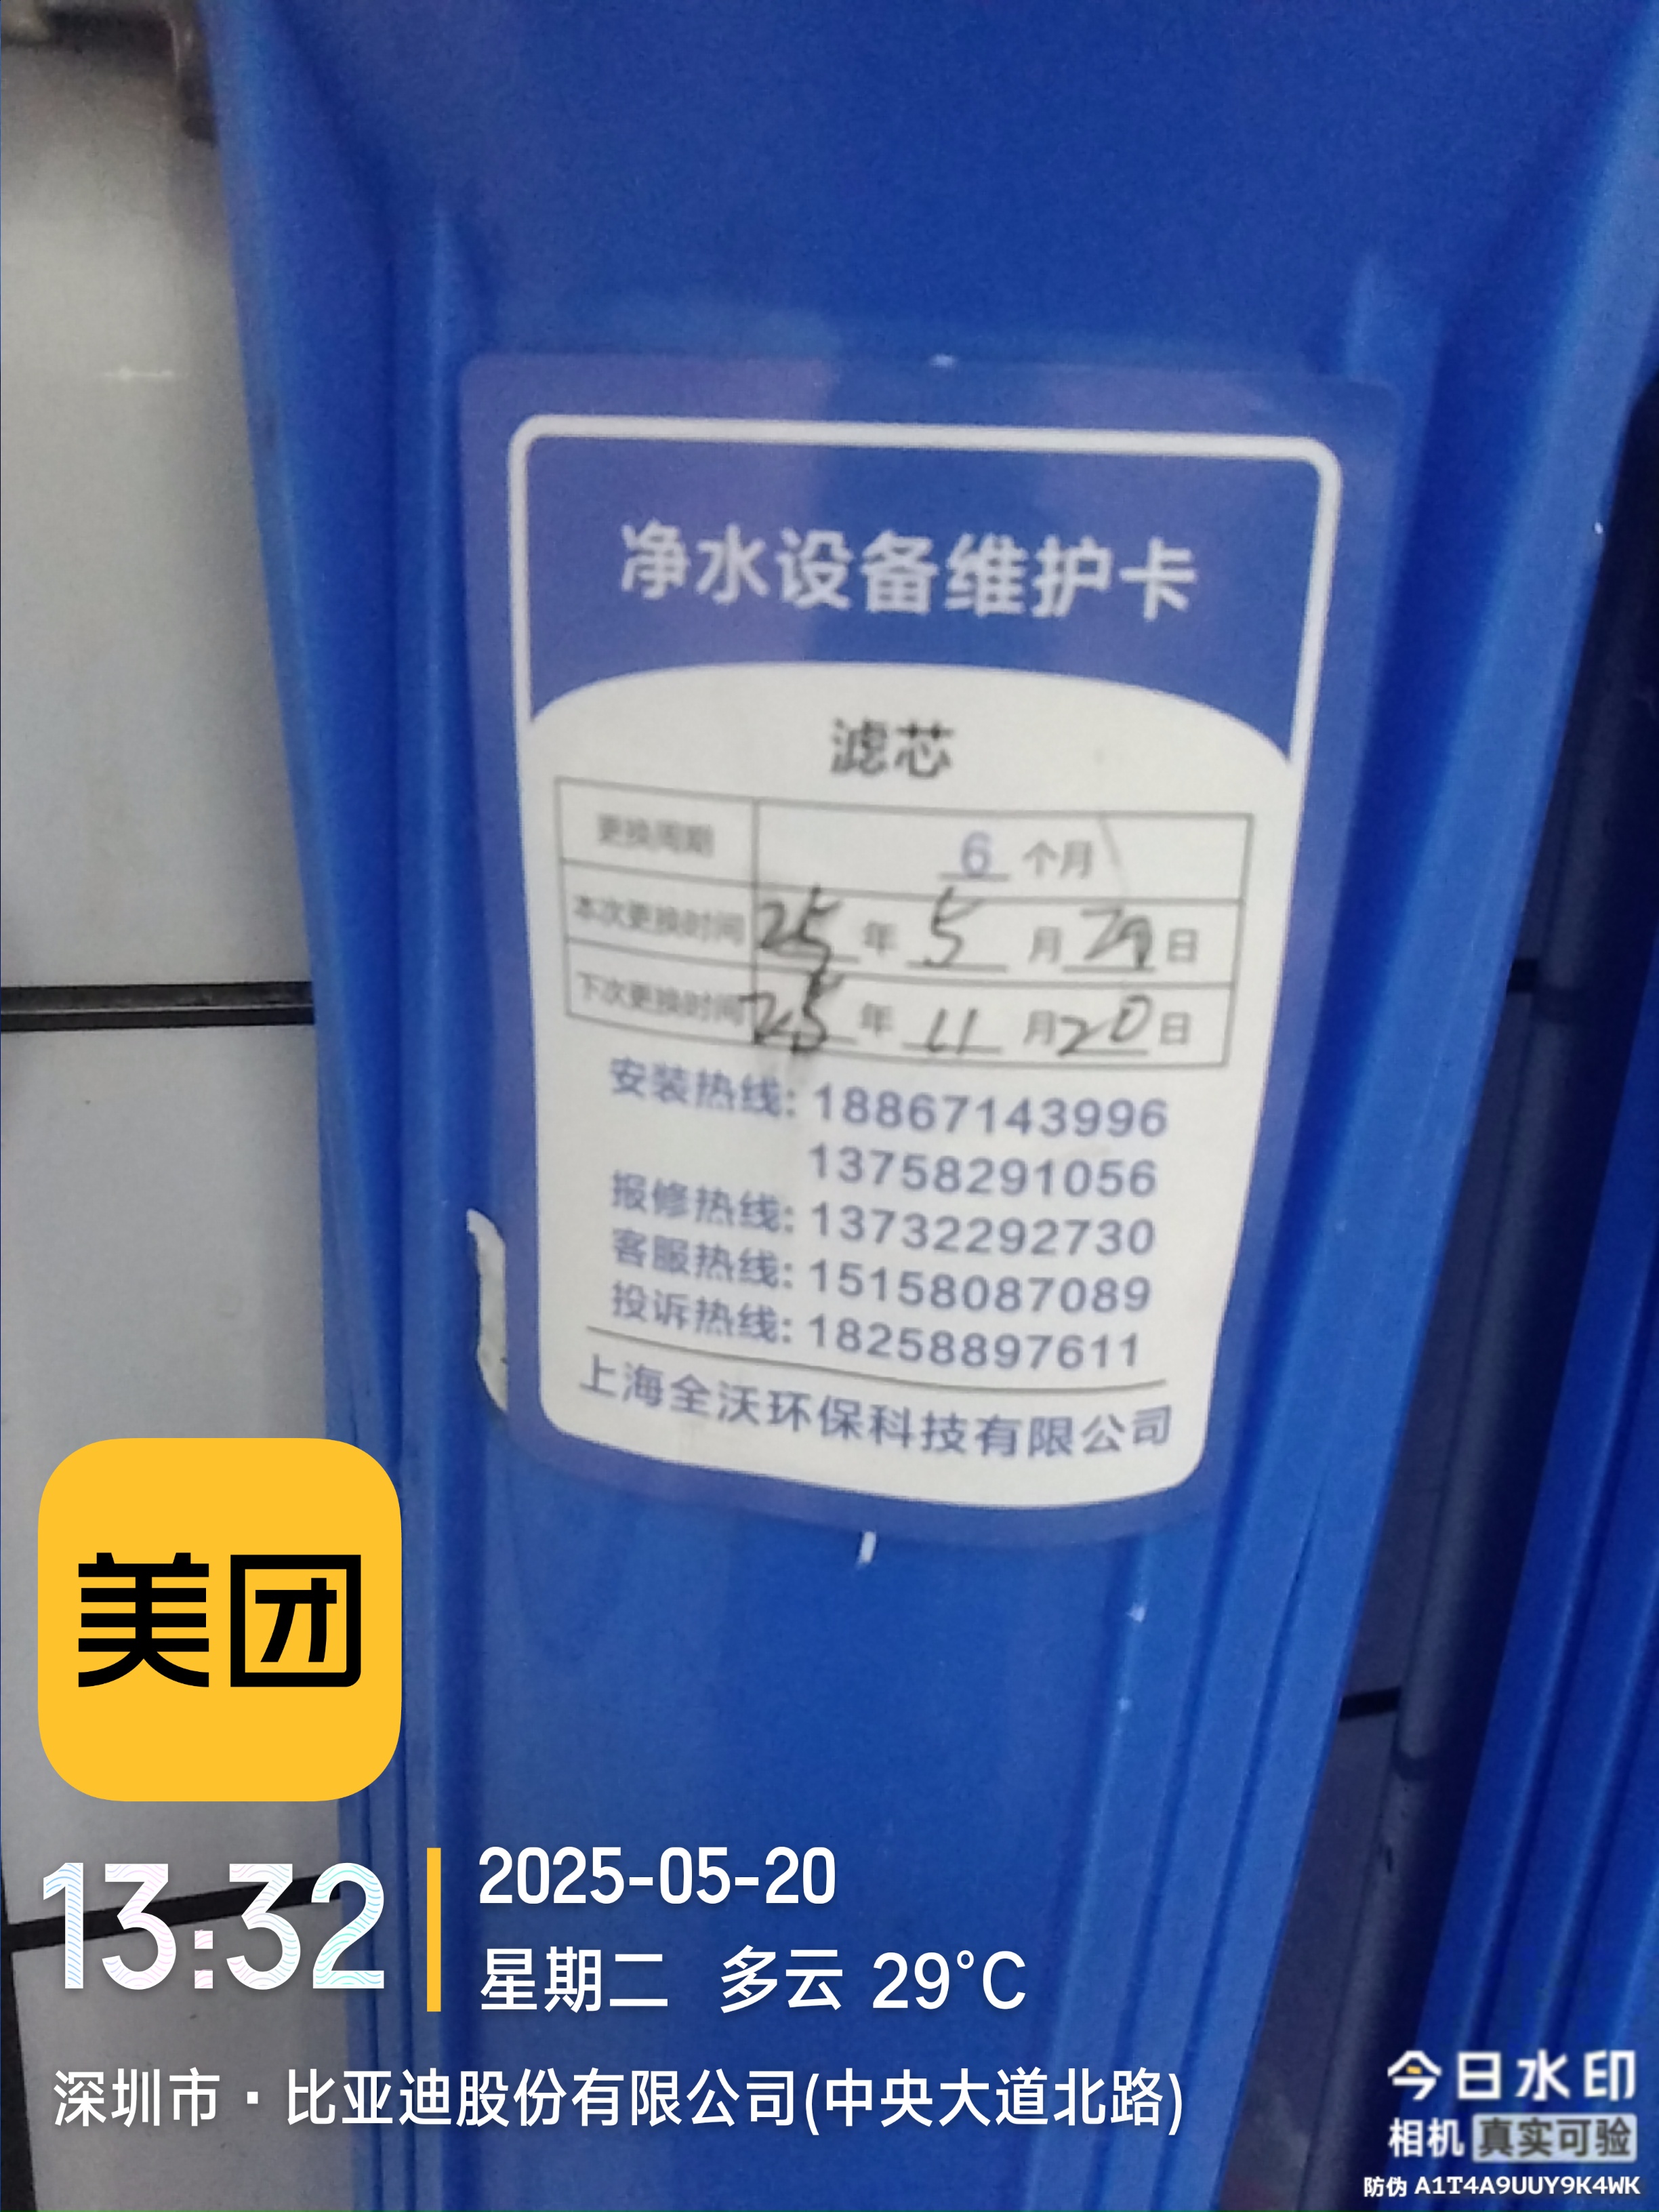 净水设备维护卡
滤芯
更换周期 6 个月
本次更换时间 25 年 5 月 20 日
下次更换时间 25 年 11 月 20 日
安装热线: 18867143996
13758291056
报修热线: 13732292730
客服热线: 15158087089
投诉热线: 18258897611
上海全沃环保科技有限公司
美团
13:32
2025-05-20
星期二 多云 29°C
深圳市·比亚迪股份有限公司(中央大道北路)
今日水印
相机 真实可验
防伪 A1T4A9UUY9K4WK